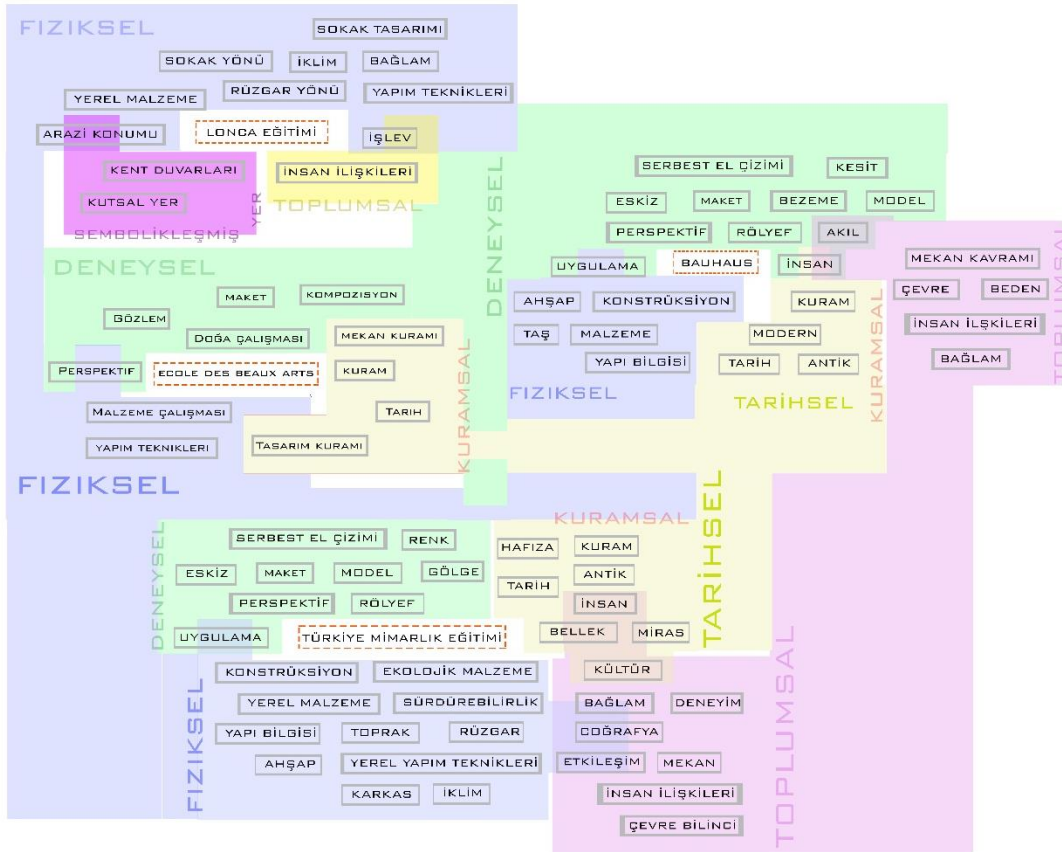 FIZIKSEL
SOKAK TASARIMI
SOKAK YÖNÜ
İKLİM
BAĞLAM
YEREL MALZEME
RÜZGAR YÖNÜ
YAPIM TEKNİKLERİ
ARAZİ KONUMU
LONCA EĞİTİMİ
İŞLEV
KENT DUVARLARI
İNSAN İLİŞKİLERİ
KUTSAL YER
YER
TOPLUMSAL
SEMBOLİKLEŞMİŞ
DENEYSEL
MAKET
KOMPOZISYON
GÖZLEM
DOĞA ÇALIŞMASI
MEKAN KURAMI
PERSPEKTIF
ECOLE DES BEAUX ARTS
KURAM
MALZEME ÇALIŞMASI
TARIH
YAPIM TEKNIKLERI
TASARIM KURAMI
KURAMSAL
FIZIKSEL
DENEYSEL
SERBEST EL ÇİZİMİ
KESİT
ESKİZ
MAKET
BEZEME
MODEL
PERSPEKTİF
RÖLYEF
AKIL
UYGULAMA
BAUHAUS
İNSAN
AHŞAP
KONSTRÜKSİYON
KURAM
TAŞ
MALZEME
MODERN
YAPI BİLGİSİ
TARİH
ANTİK
FIZIKSEL
TARİHSEL
KURAMSAL
MEKAN KAVRAMI
ÇEVRE
BEDEN
İNSAN İLŞKİLERİ
BAĞLAM
TOPLUMSAL
DENEYSEL
SERBEST EL ÇİZİMİ
RENK
ESKİZ
MAKET
MODEL
GÖLGE
PERSPEKTİF
RÖLYEF
UYGULAMA
TÜRKİYE MİMARLIK EĞİTİMİ
KURAMSAL
HAFIZA
KURAM
TARİH
ANTİK
İNSAN
BELLEK
MİRAS
KÜLTÜR
TARİHSEL
FIZIKSEL
KONSTRÜKSİYON
EKOLOJİK MALZEME
YEREL MALZEME
SÜRDÜREBİLİRLİK
YAPI BİLGİSİ
TOPRAK
RÜZGAR
AHŞAP
YEREL YAPIM TEKNİKLERİ
KARKAS
İKLİM
BAĞLAM
DENEYİM
COĞRAFYA
ETKİLEŞİM
MEKAN
İNSAN İLİŞKİLERİ
ÇEVRE BİLİNCİ
TOPLUMSAL